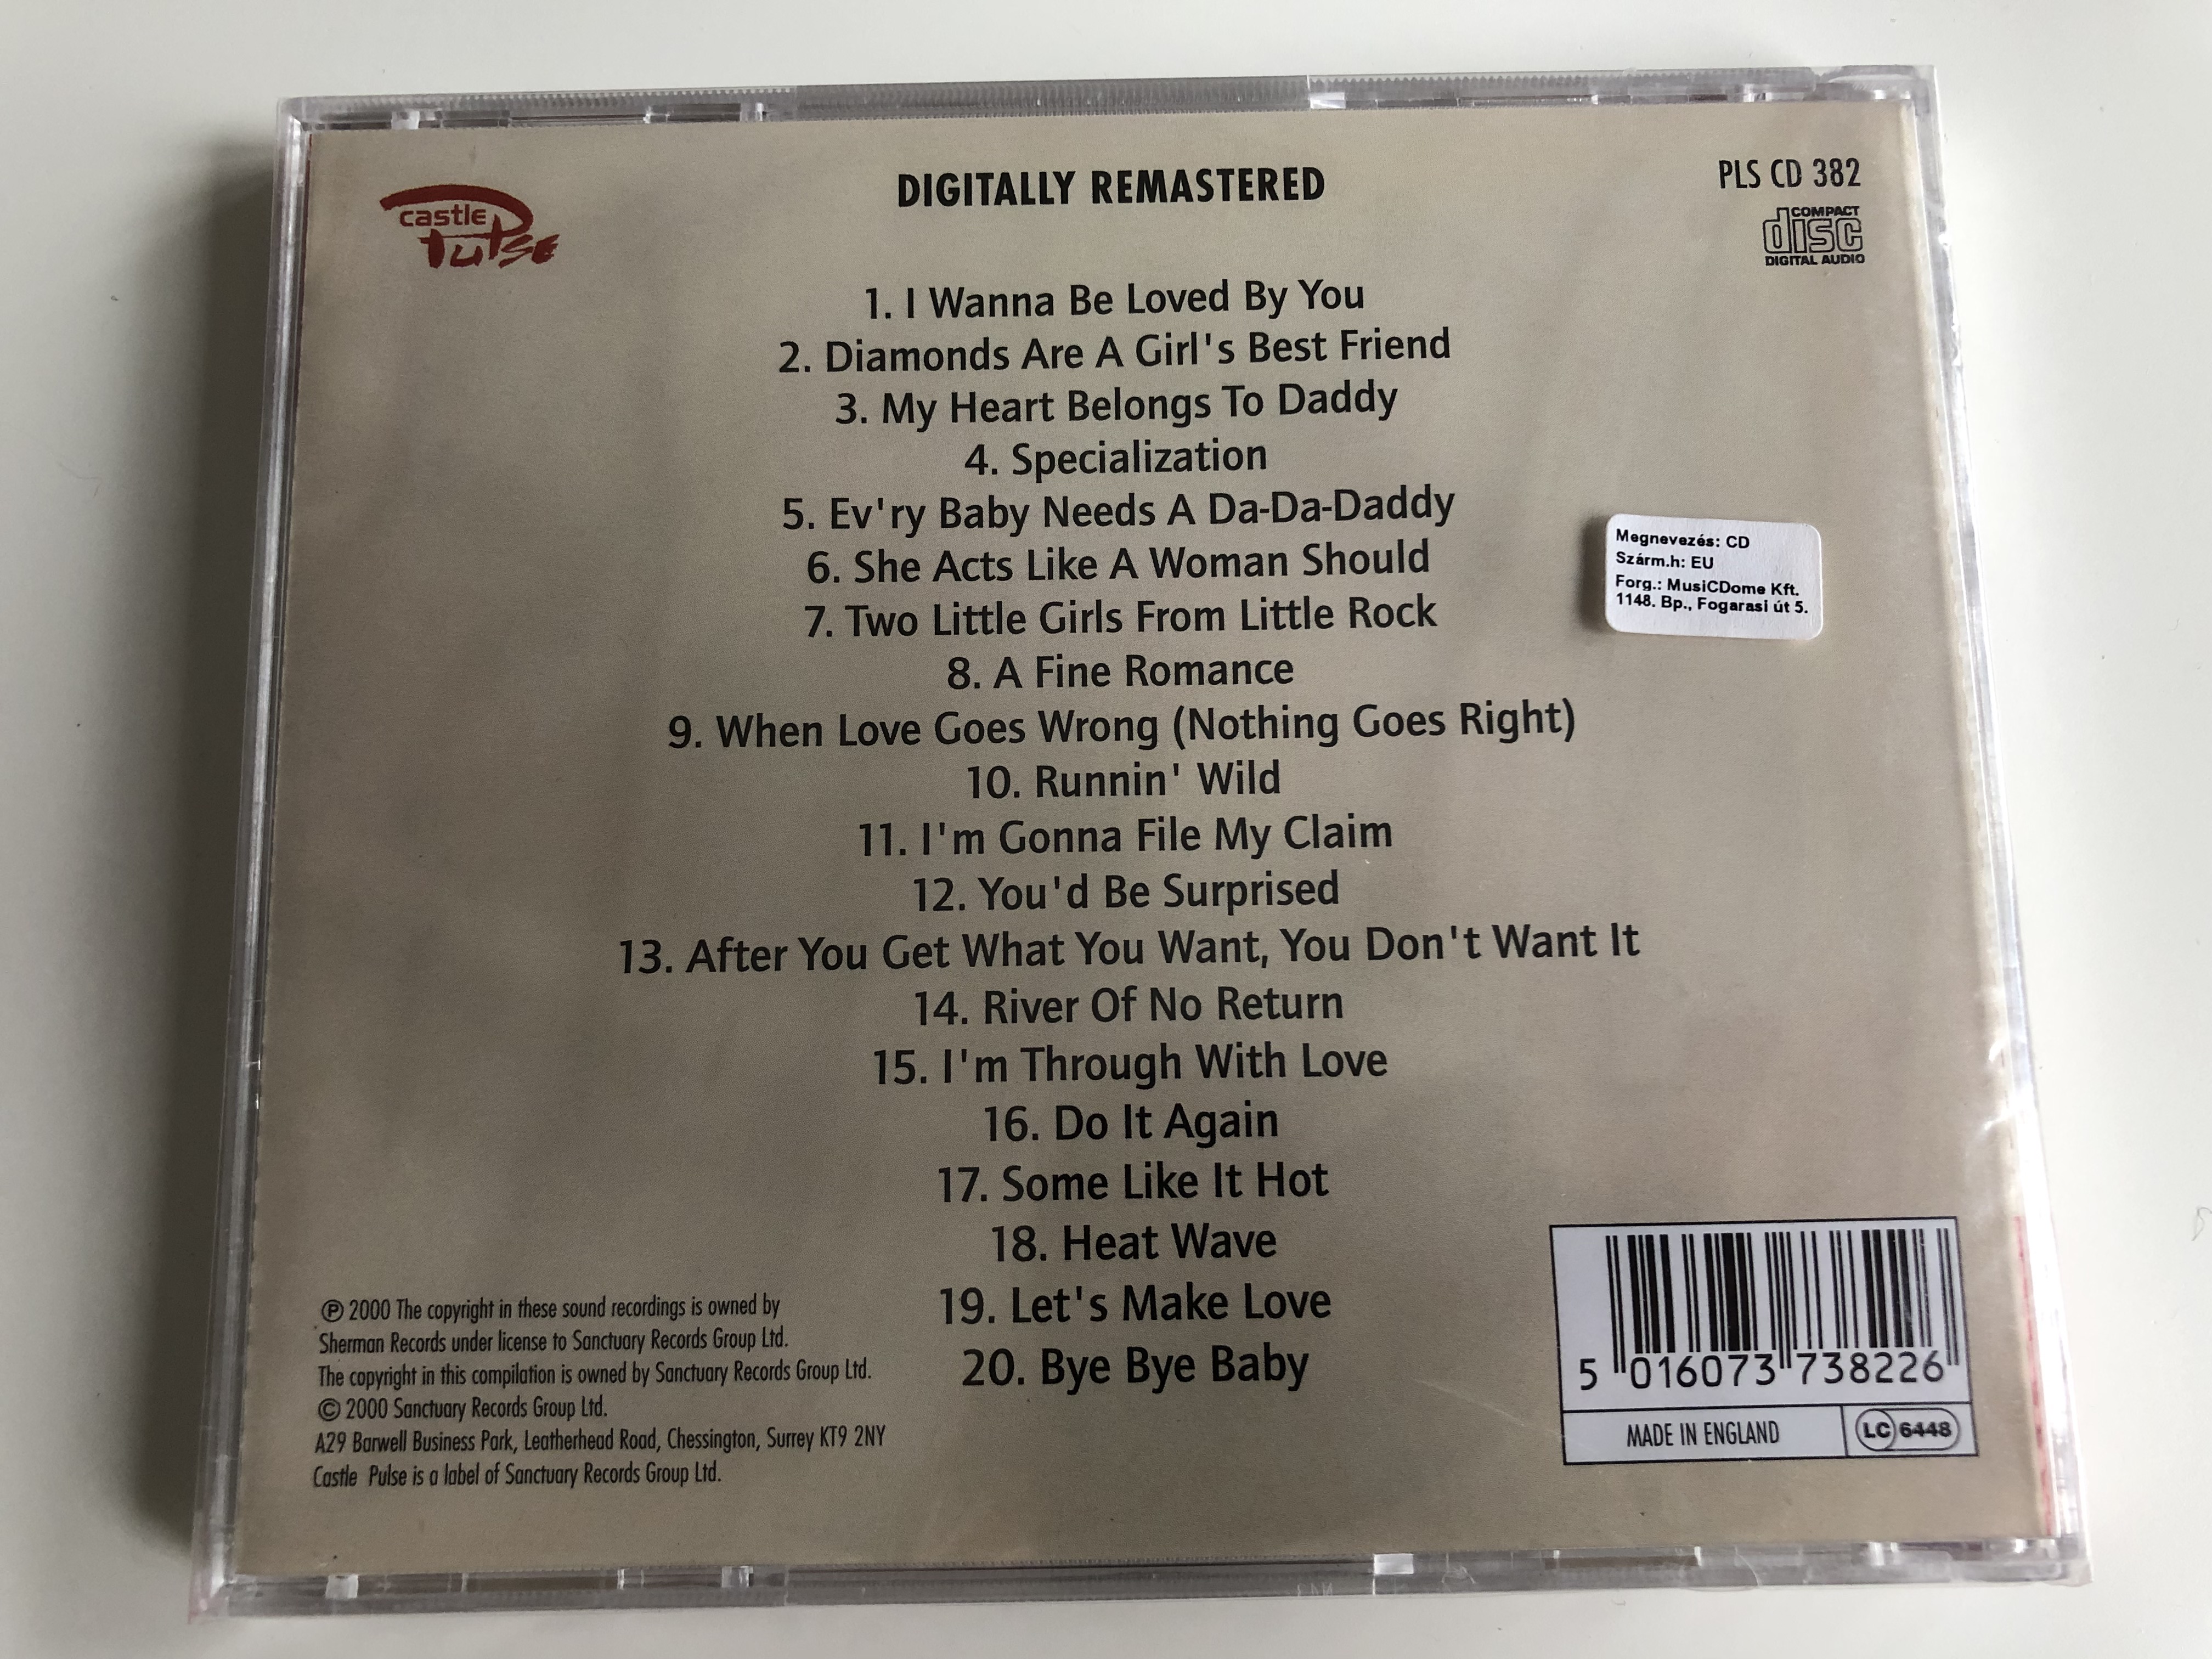 castle
Pulse
DIGITALLY REMASTERED
PLS CD 382
COMPACT
disc
DIGITAL AUDIO
1. I Wanna Be Loved By You
2. Diamonds Are A Girl's Best Friend
3. My Heart Belongs To Daddy
4. Specialization
5. Ev'ry Baby Needs A Da-Da-Daddy
6. She Acts Like A Woman Should
7. Two Little Girls From Little Rock
8. A Fine Romance
9. When Love Goes Wrong (Nothing Goes Right)
10. Runnin' Wild
11. I'm Gonna File My Claim
12. You'd Be Surprised
13. After You Get What You Want, You Don't Want It
14. River Of No Return
15. I'm Through With Love
16. Do It Again
17. Some Like It Hot
18. Heat Wave
19. Let's Make Love
20. Bye Bye Baby
Megnevezés: CD
Szárm.h: EU
Forg.: MusiCDome Kft.
1148. Bp., Fogarasi út 5.
℗ 2000 The copyright in these sound recordings is owned by
Sherman Records under license to Sanctuary Records Group Ltd.
The copyright in this compilation is owned by Sanctuary Records Group Ltd.
© 2000 Sanctuary Records Group Ltd.
A29 Barwell Business Park, Leatherhead Road, Chessington, Surrey KT9 2NY
Castle Pulse is a label of Sanctuary Records Group Ltd.
5 016073 738226
MADE IN ENGLAND
LC 6448